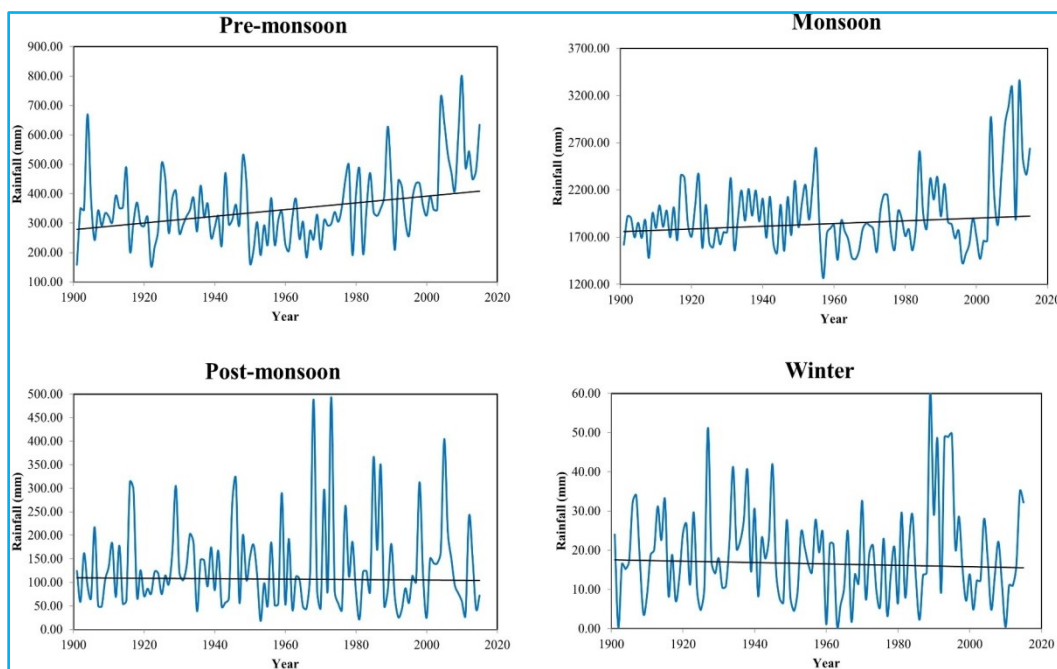 Pre-monsoon
900.00
800.00
700.00
600.00
500.00
400.00
300.00
200.00
100.00
Rainfall (mm)
1900 1920 1940 1960 1980 2000 2020
Year
Monsoon
3700.00
3200.00
2700.00
2200.00
1700.00
1200.00
Rainfall (mm)
1900 1920 1940 1960 1980 2000 2020
Year
Post-monsoon
500.00
450.00
400.00
350.00
300.00
250.00
200.00
150.00
100.00
50.00
0.00
Rainfall (mm)
1900 1920 1940 1960 1980 2000 2020
Year
Winter
60.00
50.00
40.00
30.00
20.00
10.00
0.00
Rainfall (mm)
1900 1920 1940 1960 1980 2000 2020
Year